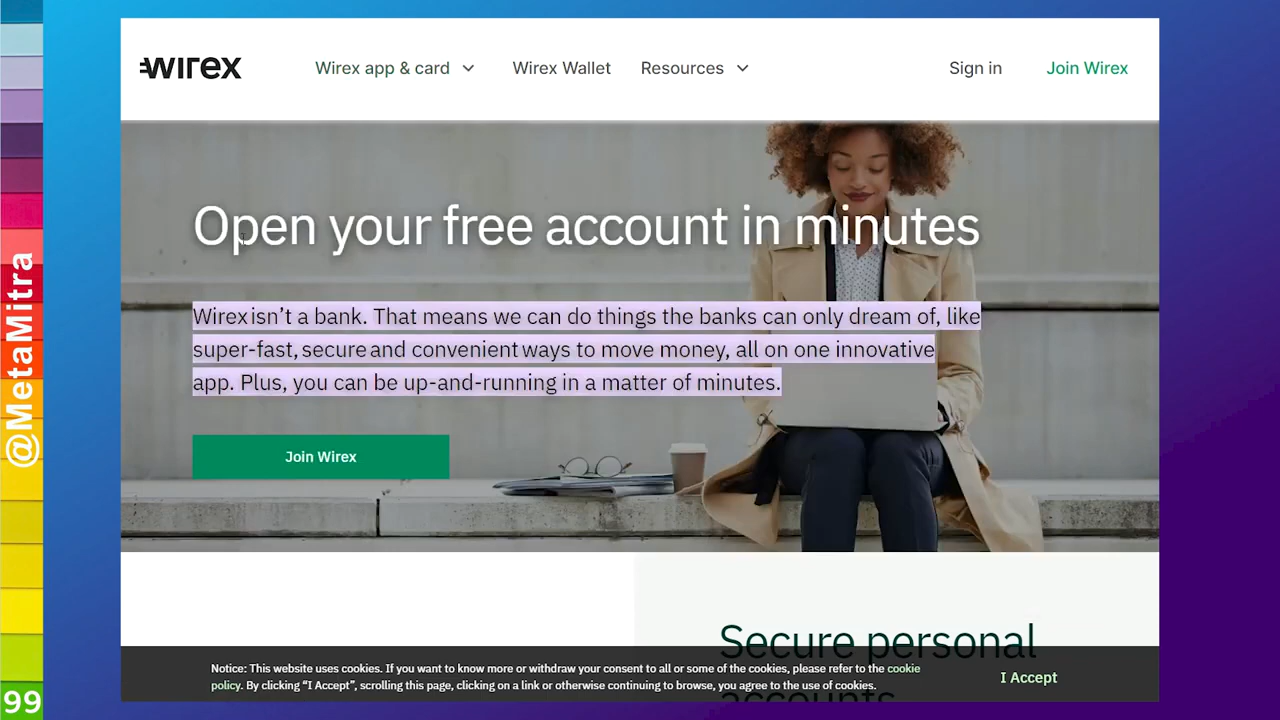 wirex
Wirex app & card
Wirex Wallet
Resources
Sign in
Join Wirex
Open your free account in minutes
Wirex isn’t a bank. That means we can do things the banks can only dream of, like
super-fast, secure and convenient ways to move money, all on one innovative
app. Plus, you can be up-and-running in a matter of minutes.
Join Wirex
Secure personal
accounts
Notice: This website uses cookies. If you want to know more or withdraw your consent to all or some of the cookies, please refer to the cookie
policy. By clicking “I Accept”, scrolling this page, clicking on a link or otherwise continuing to browse, you agree to the use of cookies.
I Accept
@MetaMitra
99